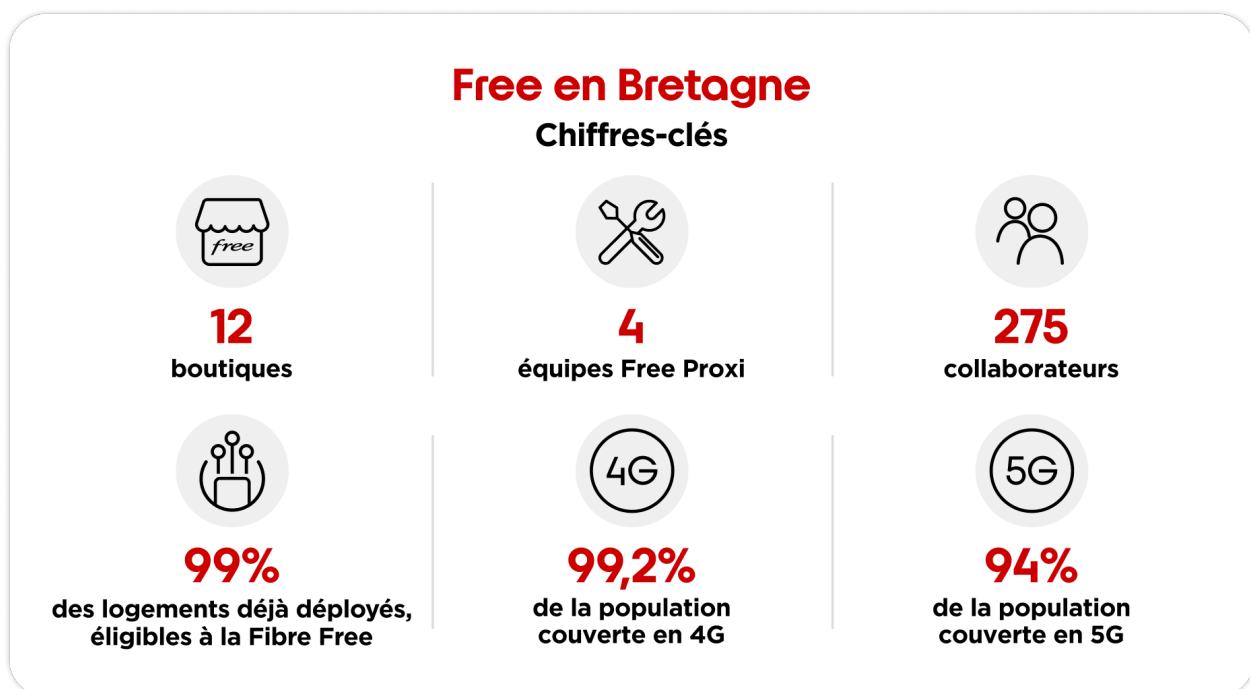 Free en Bretagne
Chiffres-clés
free
12
boutiques
4
équipes Free Proxi
275
collaborateurs
99%
des logements déjà déployés,
éligibles à la Fibre Free
4G
99,2%
de la population
couverte en 4G
5G
94%
de la population
couverte en 5G